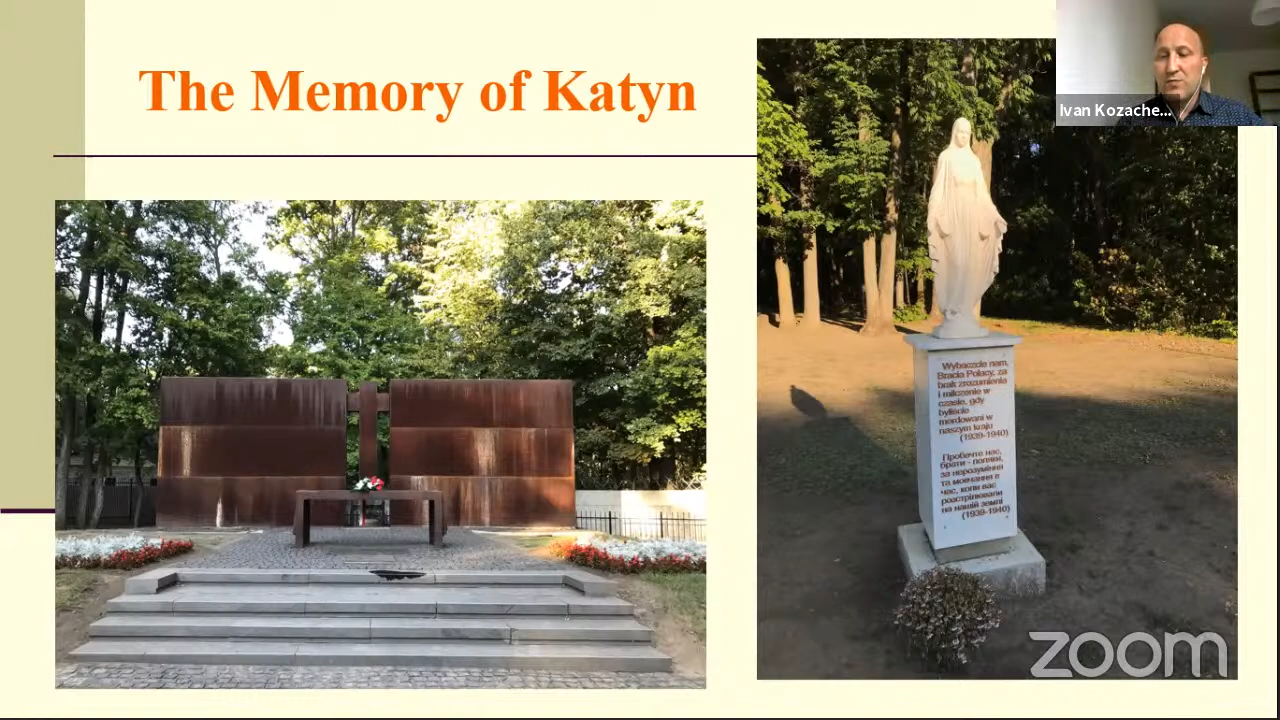 The Memory of Katyn
Ivan Kozache...
Wybaczcie nam,
Bracia Polacy, za
brak zrozumienia
i milczenie w
czasie, gdy
byliście
mordowani w
naszym kraju
(1939-1940)
Пробачте нас,
брати - поляки,
за нерозуміння
та мовчання в
час, коли вас
розстрілювали
на нашій землі
(1939-1940)
zoom